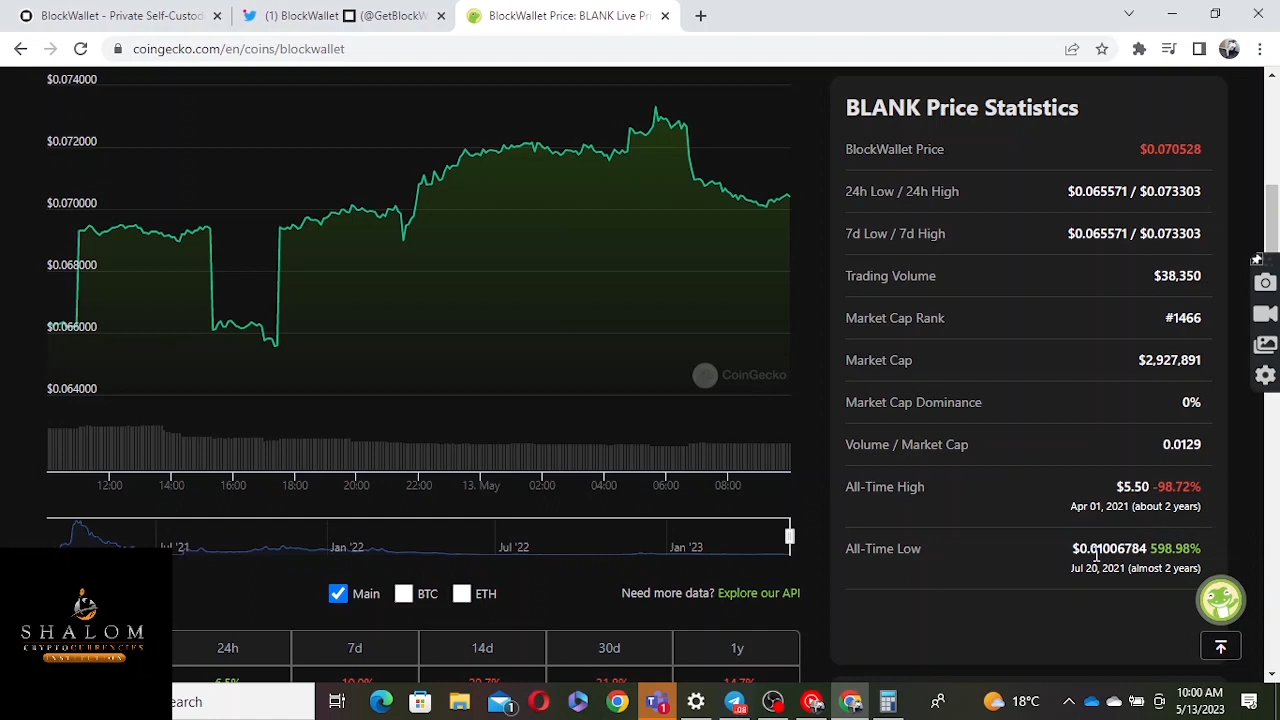 BlockWallet - Private Self-Custod
(1) BlockWallet (@GetBlockW
BlockWallet Price: BLANK Live Pri
coingecko.com/en/coins/blockwallet
$0.074000
$0.072000
$0.070000
$0.068000
$0.066000
$0.064000
CoinGecko
12:00 14:00 16:00 18:00 20:00 22:00 13. May 02:00 04:00 06:00 08:00
Jul '21 Jan '22 Jul '22 Jan '23
Main BTC ETH
Need more data? Explore our API
24h 7d 14d 30d 1y
BLANK Price Statistics
BlockWallet Price $0.070528
24h Low / 24h High $0.065571 / $0.073303
7d Low / 7d High $0.065571 / $0.073303
Trading Volume $38,350
Market Cap Rank #1466
Market Cap $2,927,891
Market Cap Dominance 0%
Volume / Market Cap 0.0129
All-Time High $5.50 -98.72%
Apr 01, 2021 (about 2 years)
All-Time Low $0.01006784 598.98%
Jul 20, 2021 (almost 2 years)
SHALOM
CRYPTOCURRENCIES
INSTITUTION
earch
18°C
10:00 AM
5/13/2023